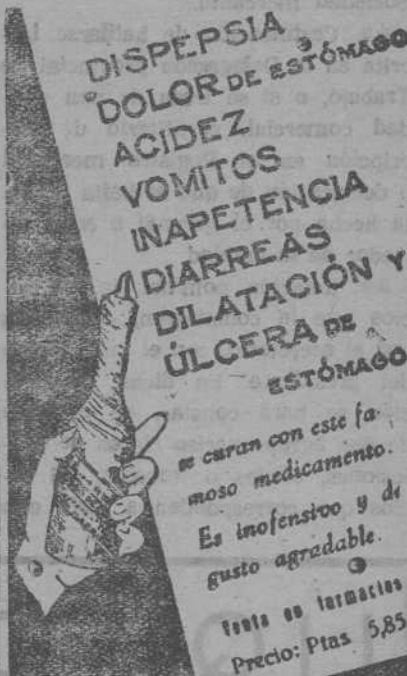 DISPEPSIA
DOLOR DE ESTÓMAGO
ACIDEZ
VOMITOS
INAPETENCIA
DIARREAS
DILATACIÓN Y
ÚLCERA DE
ESTÓMAGO
se curan con este fa
moso medicamento.
Es inofensivo y de
gusto agradable.
Venta en farmacias
Precio: Ptas 5,85